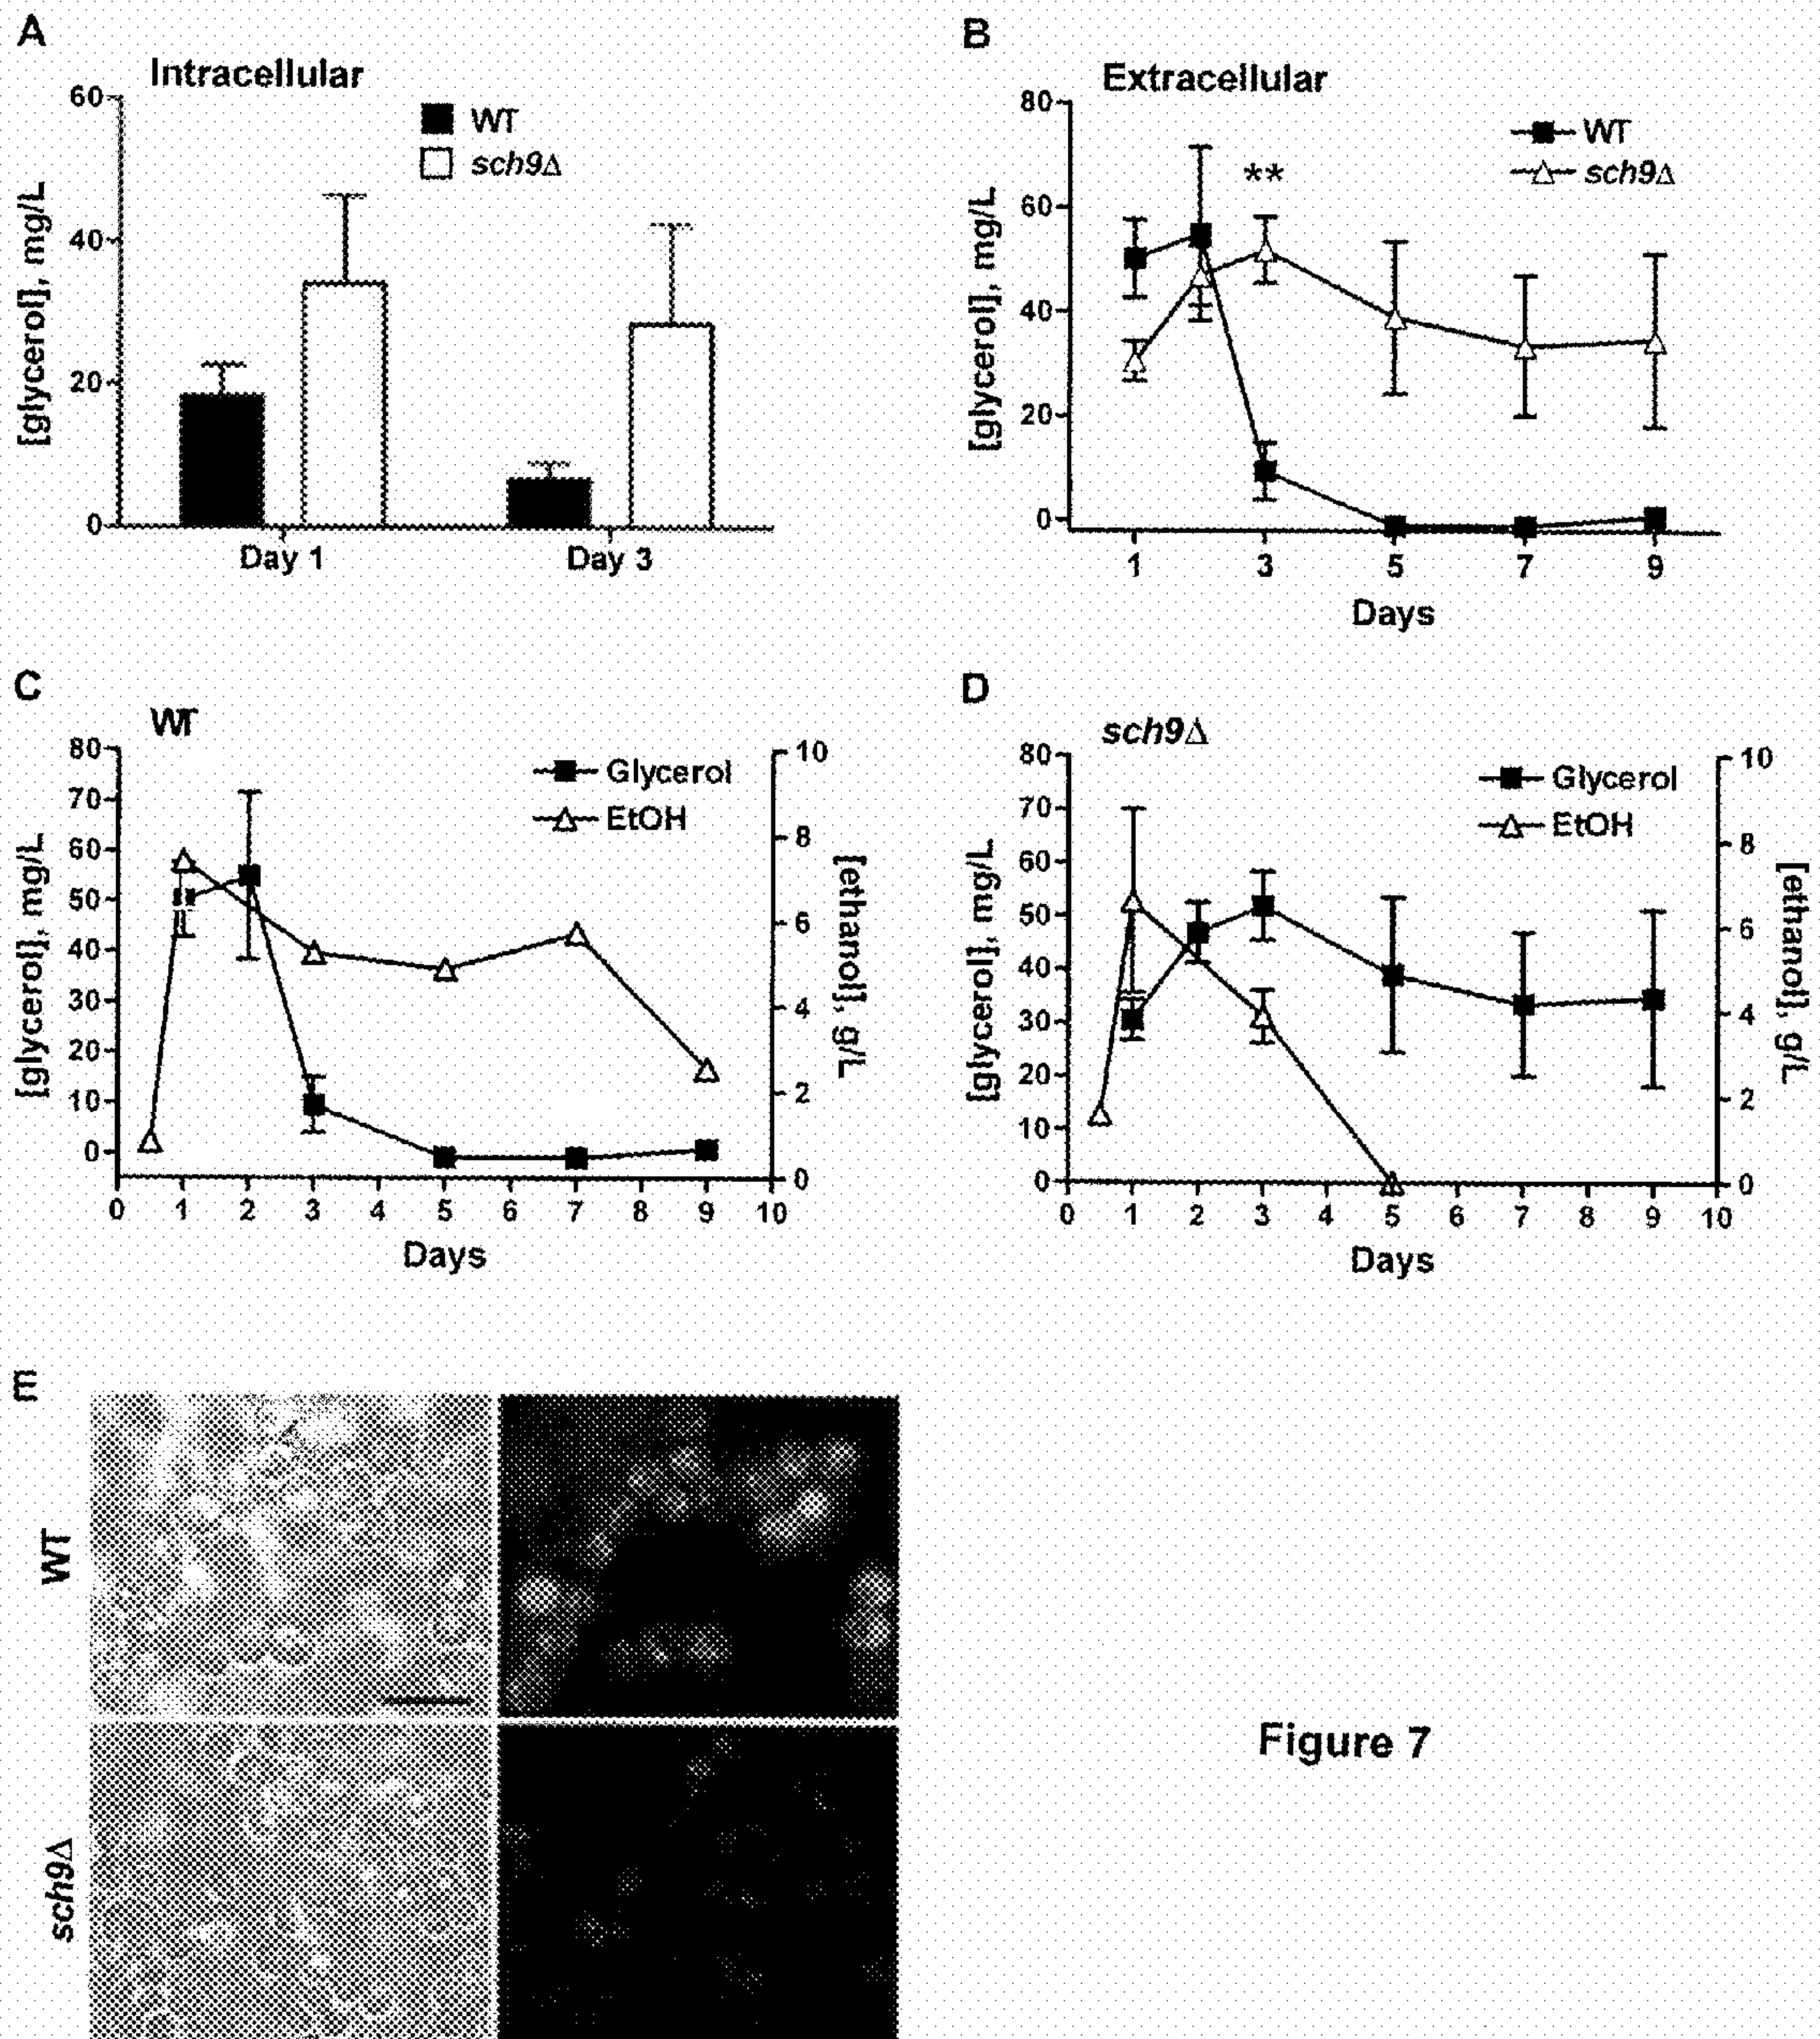 A
Intracellular
WT
sch9Δ
[glycerol], mg/L
60
40
20
0
Day 1
Day 3
B
Extracellular
WT
sch9Δ
**
[glycerol], mg/L
80
60
40
20
0
1 3 5 7 9
Days
C
WT
Glycerol
EtOH
[glycerol], mg/L
80
70
60
50
40
30
20
10
0
10
8
6
4
2
0
[ethanol], g/L
0 1 2 3 4 5 6 7 8 9 10
Days
D
sch9Δ
Glycerol
EtOH
[glycerol], mg/L
80
70
60
50
40
30
20
10
0
10
8
6
4
2
0
[ethanol], g/L
0 1 2 3 4 5 6 7 8 9 10
Days
E
WT
sch9Δ
Figure 7